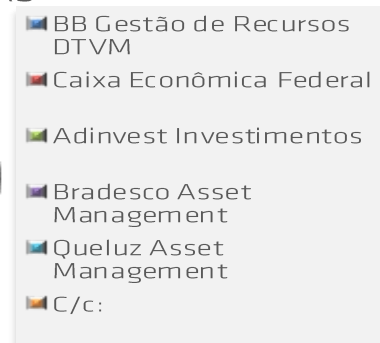 BB Gestão de Recursos
DTVM
Caixa Econômica Federal
Adinvest Investimentos
Bradesco Asset
Management
Queluz Asset
Management
C/c: